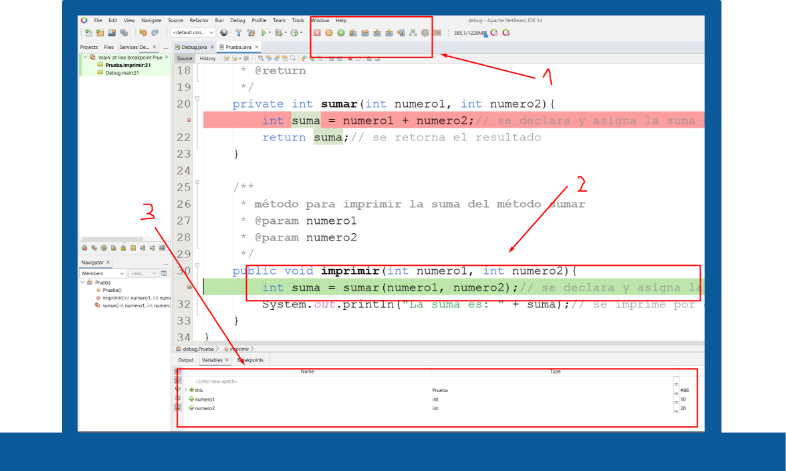 File Edit View Navigate Source Refactor Run Debug Profile Team Tools Window Help
debug - Apache NetBeans IDE 14
<default con...
385,1/1228MB
Projects Files Services De... ×
Debug.java × Prueba.java ×
'main' at line breakpoint Prue
Prueba.imprimir:31
Debug.main:21
Source History
1
18 * @return
19 */
20 private int sumar(int numero1, int numero2){
int suma = numero1 + numero2;// se declara y asigna la suma
22 return suma;// se retorna el resultado
23 }
24
25 /**
2
26 * método para imprimir la suma del método sumar
3
27 * @param numero1
28 * @param numero2
29 */
30 public void imprimir(int numero1, int numero2){
int suma = sumar(numero1, numero2);// se declara y asigna la
32 System.out.println("La suma es: " + suma);// se imprime por
33 }
34 }
Navigator ×
Members
Prueba
Prueba()
imprimir(int numero1, int num
sumar(int numero1, int numero
debug.Prueba > imprimir >
Output Variables × Breakpoints
Name Type
<Enter new watch>
this Prueba #88
numero1 int 10
numero2 int 20